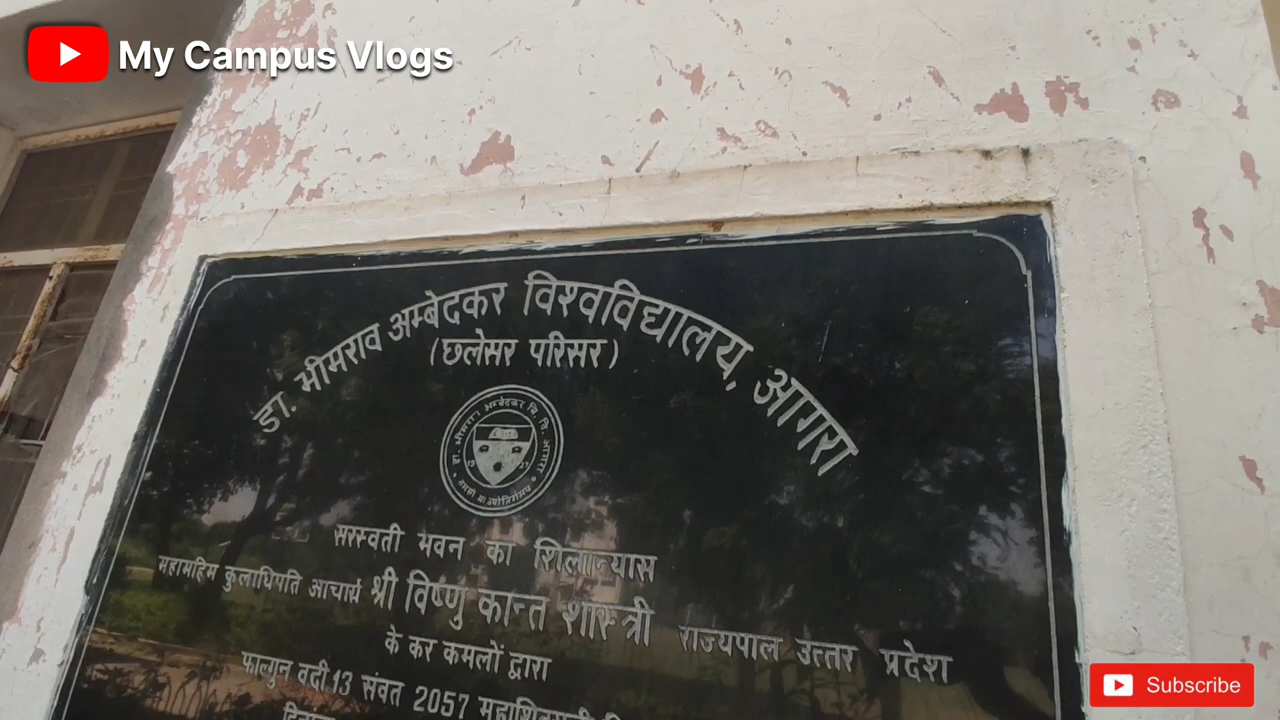 My Campus Vlogs
डा. भीमराव अम्बेदकर विश्वविद्यालय, आगरा
(छलेसर परिसर)
सरस्वती भवन का शिलान्यास
महामहिम कुलाधिपति आचार्य श्री विष्णु कान्त शास्त्री राज्यपाल उत्तर प्रदेश
के कर कमलों द्वारा
फाल्गुन वदी 13 संवत 2057
Subscribe